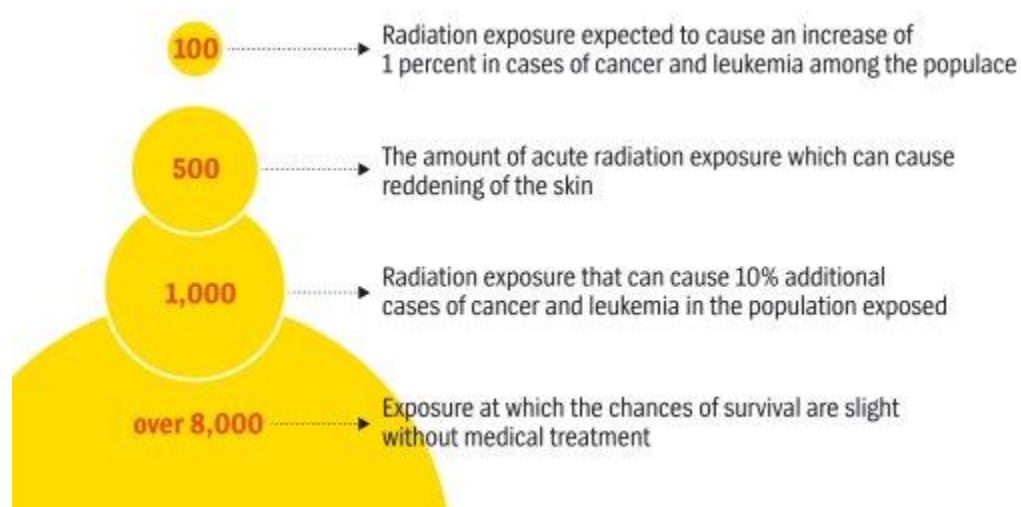 100
Radiation exposure expected to cause an increase of
1 percent in cases of cancer and leukemia among the populace
500
The amount of acute radiation exposure which can cause
reddening of the skin
1,000
Radiation exposure that can cause 10% additional
cases of cancer and leukemia in the population exposed
over 8,000
Exposure at which the chances of survival are slight
without medical treatment